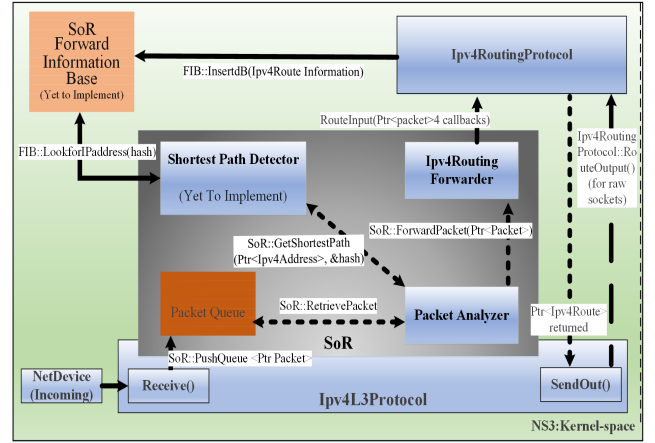 SoR
Forward
Information
Base
(Yet to Implement)
Ipv4RoutingProtocol
FIB::InsertdB(Ipv4Route Information)
RouteInput(Ptr<packet>4 callbacks)
Ipv4Routing
Protocol::Ro
uteOutput()
(for raw
sockets)
FIB::LookforIPaddress(hash)
Shortest Path Detector
(Yet To Implement)
Ipv4Routing
Forwarder
SoR::ForwardPacket(Ptr<Packet>)
SoR::GetShortestPath
(Ptr<Ipv4Address>, &hash)
Packet Queue
SoR::RetrievePacket
Packet Analyzer
Ptr<Ipv4Route>
returned
SoR
SoR::PushQueue <Ptr Packet>
NetDevice
(Incoming)
Receive()
Ipv4L3Protocol
SendOut()
NS3:Kernel-space